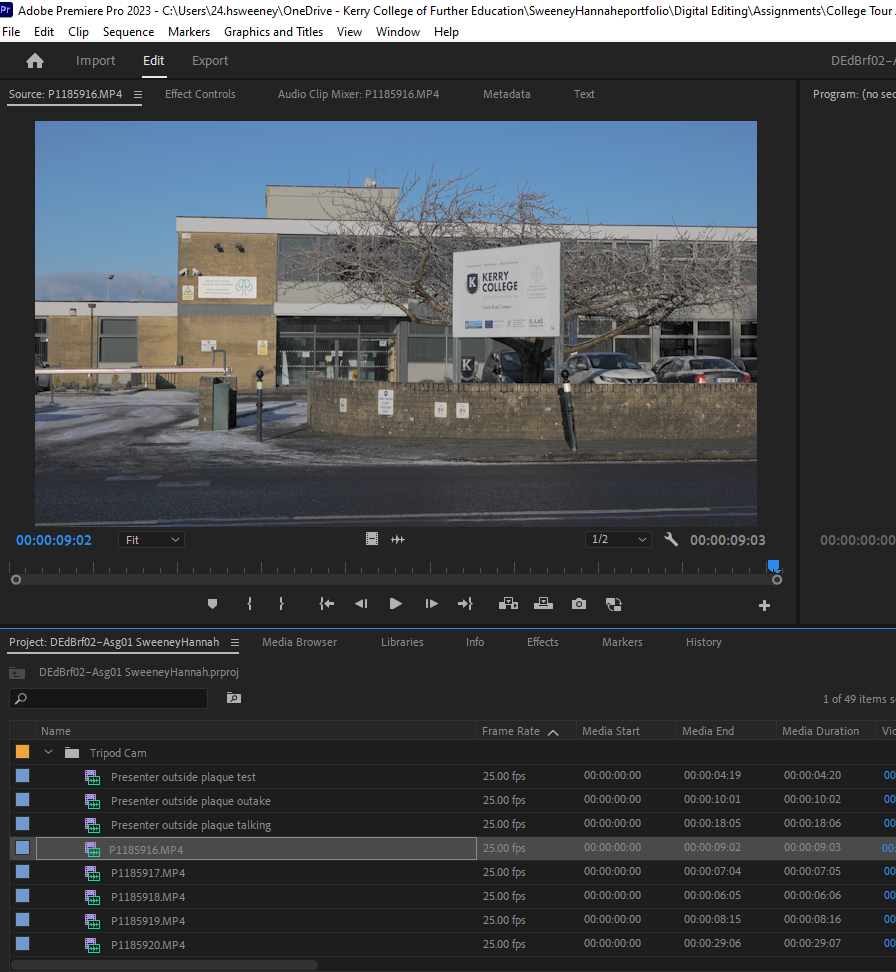 Pr Adobe Premiere Pro 2023 - C:\Users\24.hsweeney\OneDrive - Kerry College of Further Education\SweeneyHannaheportfolio\Digital Editing\Assignments\College Tour
File Edit Clip Sequence Markers Graphics and Titles View Window Help
Import Edit Export DEdBrf02–A
Source: P1185916.MP4 Effect Controls Audio Clip Mixer: P1185916.MP4 Metadata Text Program: (no sec
K KERRY
COLLEGE
K
00:00:09:02 Fit 1/2 00:00:09:03 00:00:00:00
Project: DEdBrf02–Asg01 SweeneyHannah Media Browser Libraries Info Effects Markers History
DEdBrf02–Asg01 SweeneyHannah.prproj
1 of 49 items s
Name Frame Rate Media Start Media End Media Duration Vic
Tripod Cam
Presenter outside plaque test 25.00 fps 00:00:00:00 00:00:04:19 00:00:04:20 00
Presenter outside plaque outake 25.00 fps 00:00:00:00 00:00:10:01 00:00:10:02 00
Presenter outside plaque talking 25.00 fps 00:00:00:00 00:00:18:05 00:00:18:06 00
P1185916.MP4 25.00 fps 00:00:00:00 00:00:09:02 00:00:09:03 00:
P1185917.MP4 25.00 fps 00:00:00:00 00:00:07:04 00:00:07:05 00
P1185918.MP4 25.00 fps 00:00:00:00 00:00:06:05 00:00:06:06 00
P1185919.MP4 25.00 fps 00:00:00:00 00:00:08:15 00:00:08:16 00
P1185920.MP4 25.00 fps 00:00:00:00 00:00:29:06 00:00:29:07 00